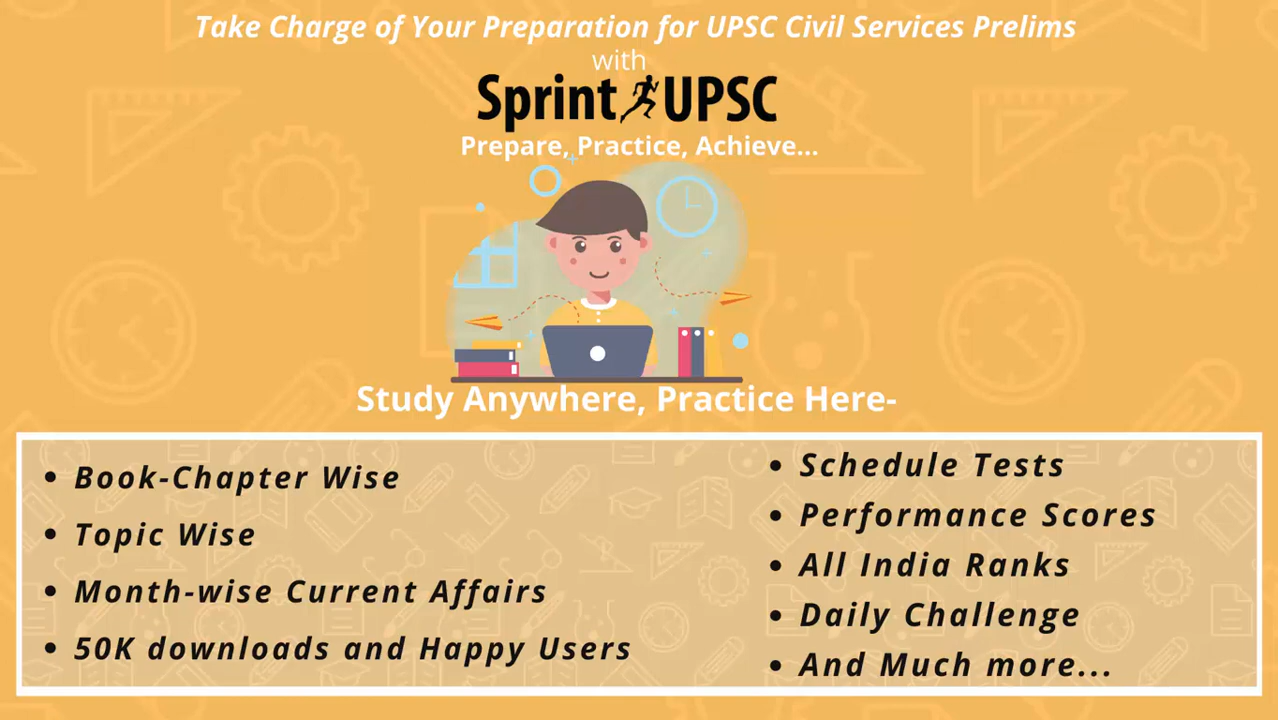 Take Charge of Your Preparation for UPSC Civil Services Prelims
with
Sprint UPSC
Prepare, Practice, Achieve...
Study Anywhere, Practice Here-
• Book-Chapter Wise
• Topic Wise
• Month-wise Current Affairs
• 50K downloads and Happy Users
• Schedule Tests
• Performance Scores
• All India Ranks
• Daily Challenge
• And Much more...